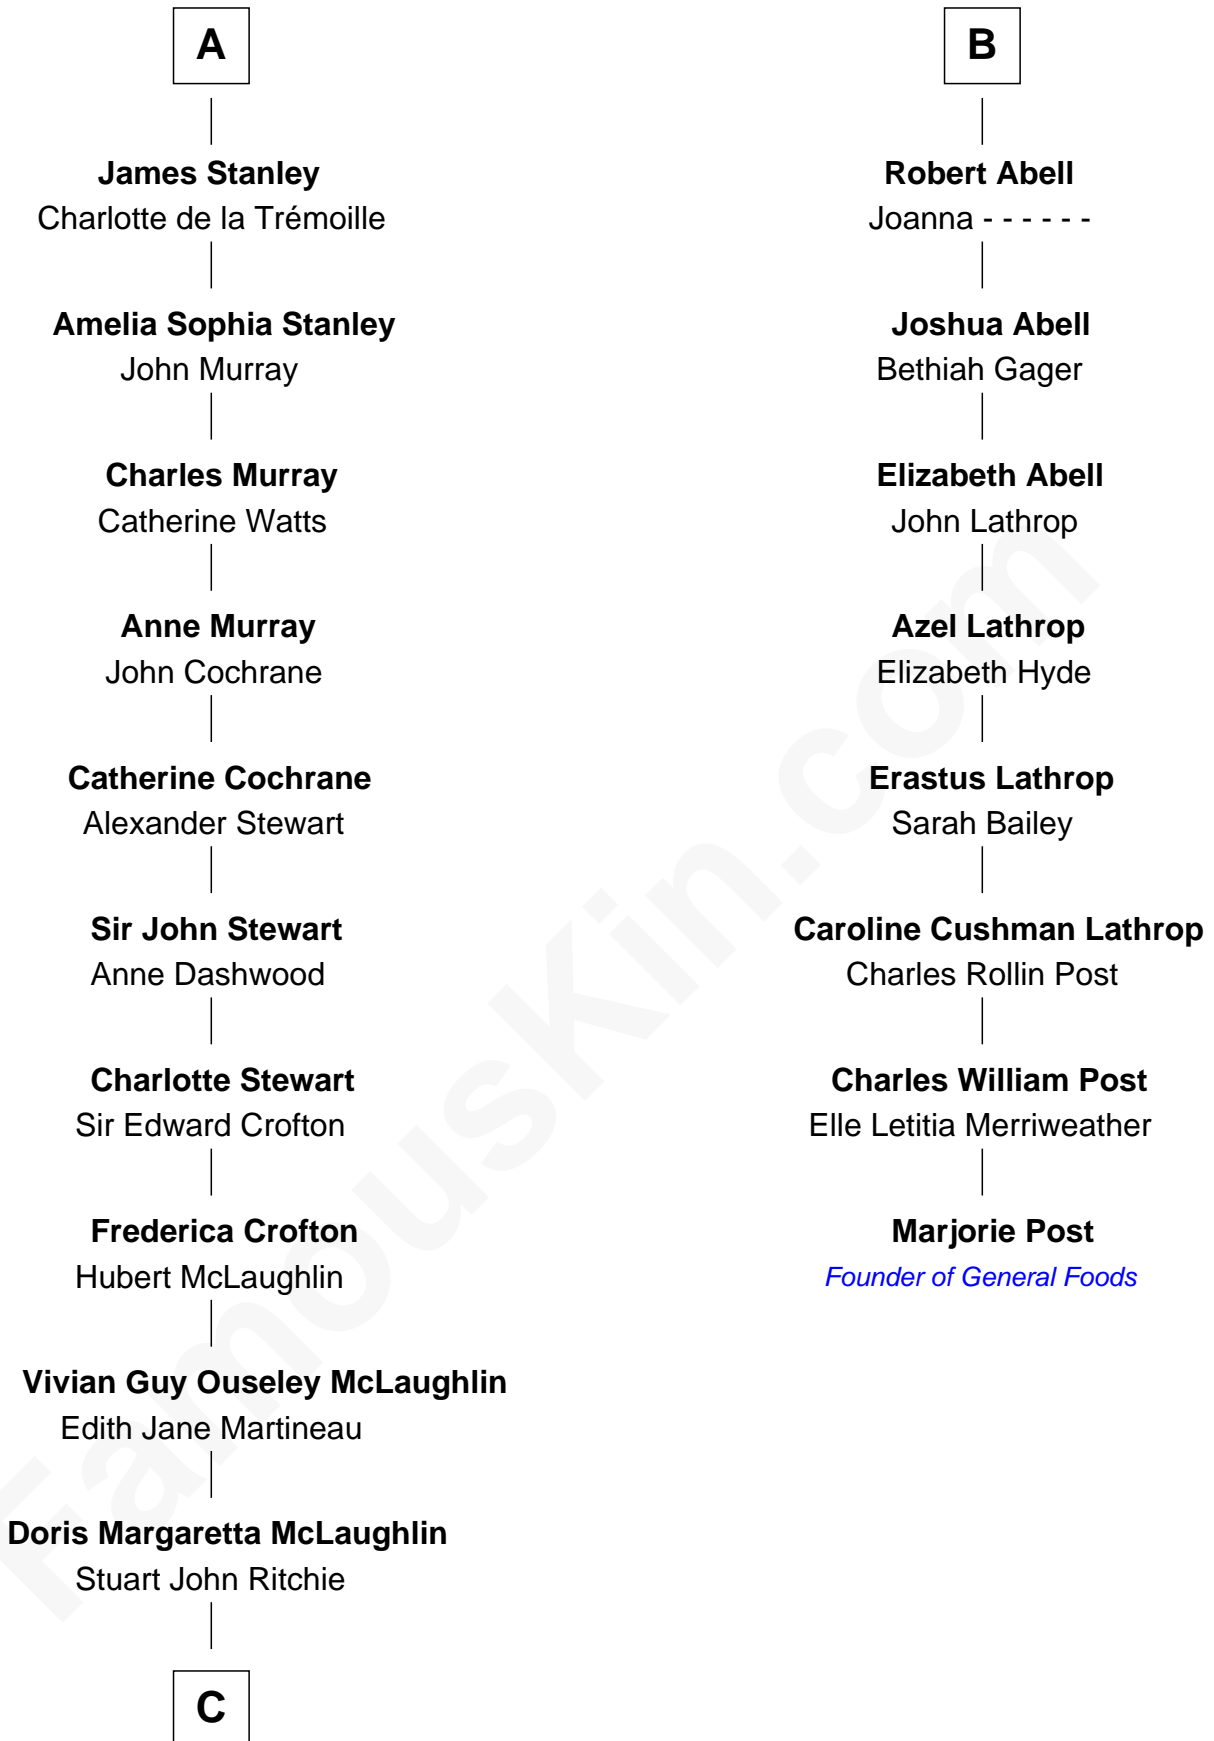 A
James Stanley
Charlotte de la Trémoille
Amelia Sophia Stanley
John Murray
Charles Murray
Catherine Watts
Anne Murray
John Cochrane
Catherine Cochrane
Alexander Stewart
Sir John Stewart
Anne Dashwood
Charlotte Stewart
Sir Edward Crofton
Frederica Crofton
Hubert McLaughlin
Vivian Guy Ouseley McLaughlin
Edith Jane Martineau
Doris Margaretta McLaughlin
Stuart John Ritchie
C
B
Robert Abell
Joanna - - - - - -
Joshua Abell
Bethiah Gager
Elizabeth Abell
John Lathrop
Azel Lathrop
Elizabeth Hyde
Erastus Lathrop
Sarah Bailey
Caroline Cushman Lathrop
Charles Rollin Post
Charles William Post
Elle Letitia Merriweather
Marjorie Post
Founder of General Foods
FamousKin.com